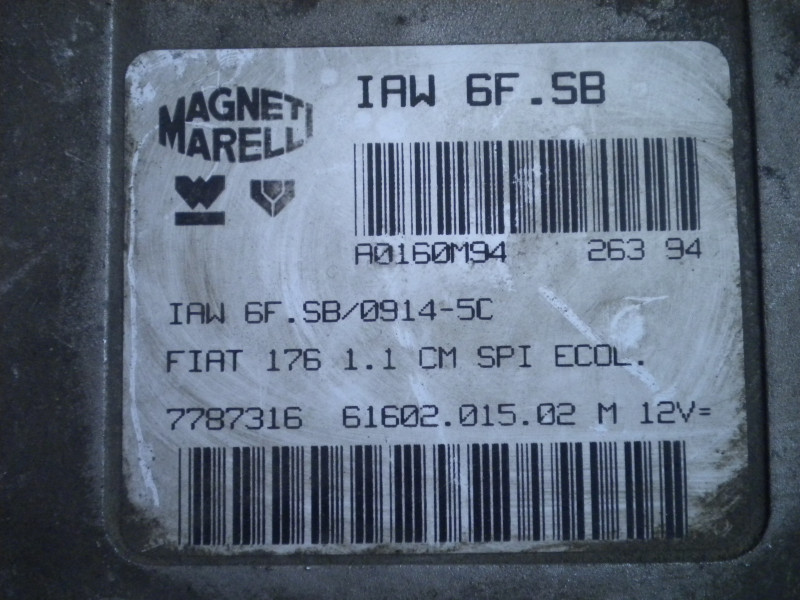 MAGNETI
MARELLI
IAW 6F.SB
A0160M94 263 94
IAW 6F.SB/0914-5C
FIAT 176 1.1 CM SPI ECOL.
7787316 61602.015.02 M 12V=